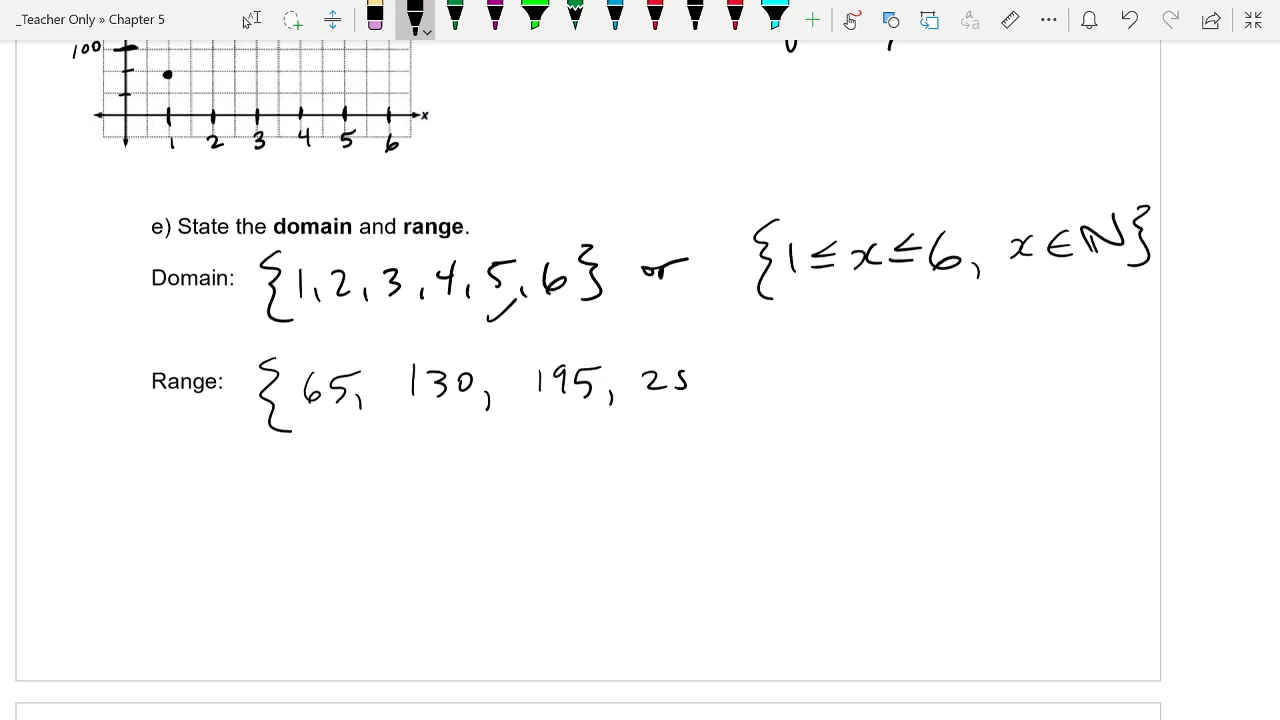 _Teacher Only » Chapter 5
100
x
1 2 3 4 5 6
e) State the domain and range.
Domain: {1, 2, 3, 4, 5, 6} or {1 ≤ x ≤ 6, x ∈ ℕ}
Range: {65, 130, 195, 25